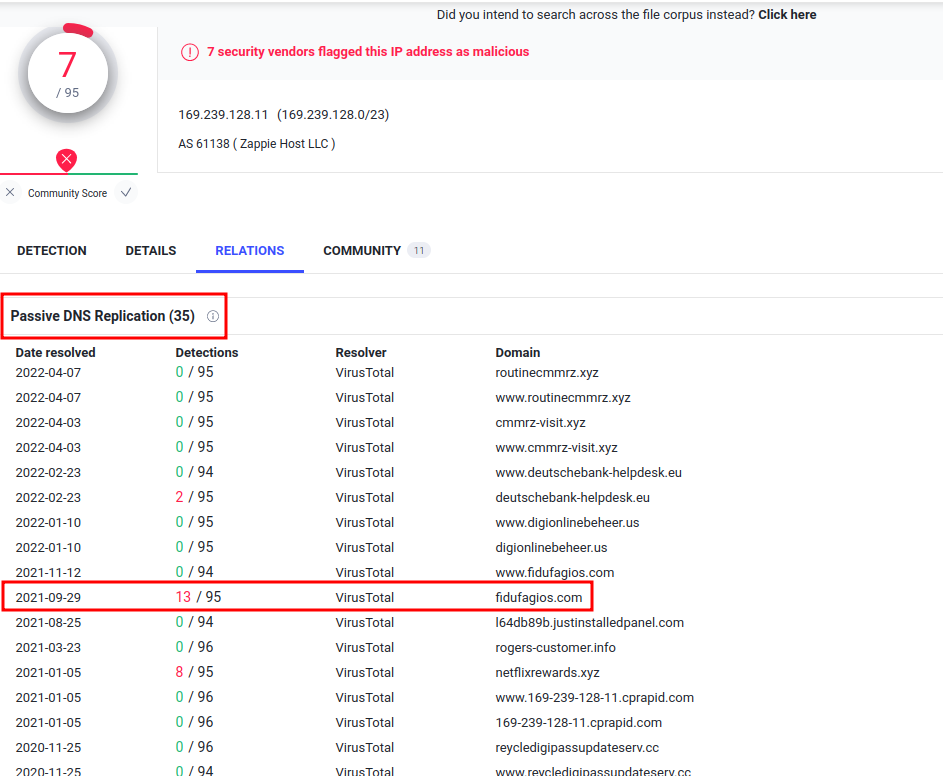 Did you intend to search across the file corpus instead? Click here
7
/ 95
7 security vendors flagged this IP address as malicious
169.239.128.11 (169.239.128.0/23)
AS 61138 ( Zappie Host LLC )
Community Score
DETECTION DETAILS RELATIONS COMMUNITY 11
Passive DNS Replication (35)
Date resolved Detections Resolver Domain
2022-04-07 0 / 95 VirusTotal routinecmmrz.xyz
2022-04-07 0 / 95 VirusTotal www.routinecmmrz.xyz
2022-04-03 0 / 95 VirusTotal cmmrz-visit.xyz
2022-04-03 0 / 95 VirusTotal www.cmmrz-visit.xyz
2022-02-23 0 / 94 VirusTotal www.deutschebank-helpdesk.eu
2022-02-23 2 / 95 VirusTotal deutschebank-helpdesk.eu
2022-01-10 0 / 95 VirusTotal www.digionlinebeheer.us
2022-01-10 0 / 95 VirusTotal digionlinebeheer.us
2021-11-12 0 / 94 VirusTotal www.fidufagios.com
2021-09-29 13 / 95 VirusTotal fidufagios.com
2021-08-25 0 / 94 VirusTotal l64db89b.justinstalledpanel.com
2021-03-23 0 / 96 VirusTotal rogers-customer.info
2021-01-05 8 / 95 VirusTotal netflixrewards.xyz
2021-01-05 0 / 96 VirusTotal www.169-239-128-11.cprapid.com
2021-01-05 0 / 96 VirusTotal 169-239-128-11.cprapid.com
2020-11-25 0 / 96 VirusTotal reycledigipassupdateserv.cc
2020-11-25 0 / 94 VirusTotal www.reycledigipassupdateserv.cc